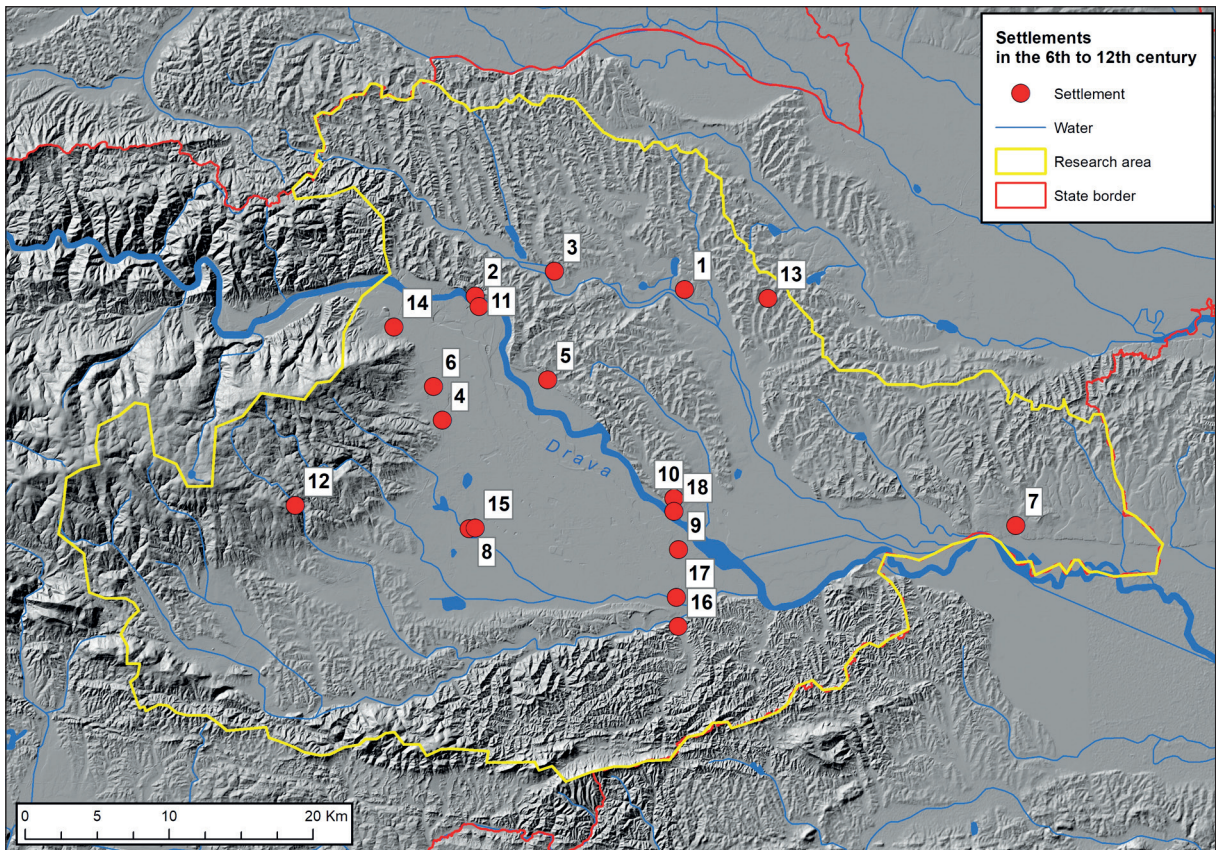 Settlements
in the 6th to 12th century
Settlement
Water
Research area
State border
3
2
1
13
14
11
6
5
4
Drava
12
10
18
15
7
9
8
17
16
0 5 10 20 Km